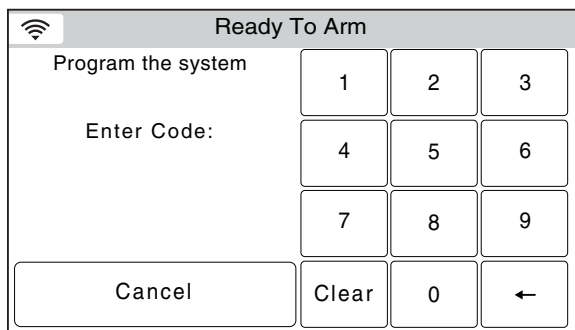 Ready To Arm
Program the system
Enter Code:
1 2 3
4 5 6
7 8 9
Cancel Clear 0 ←